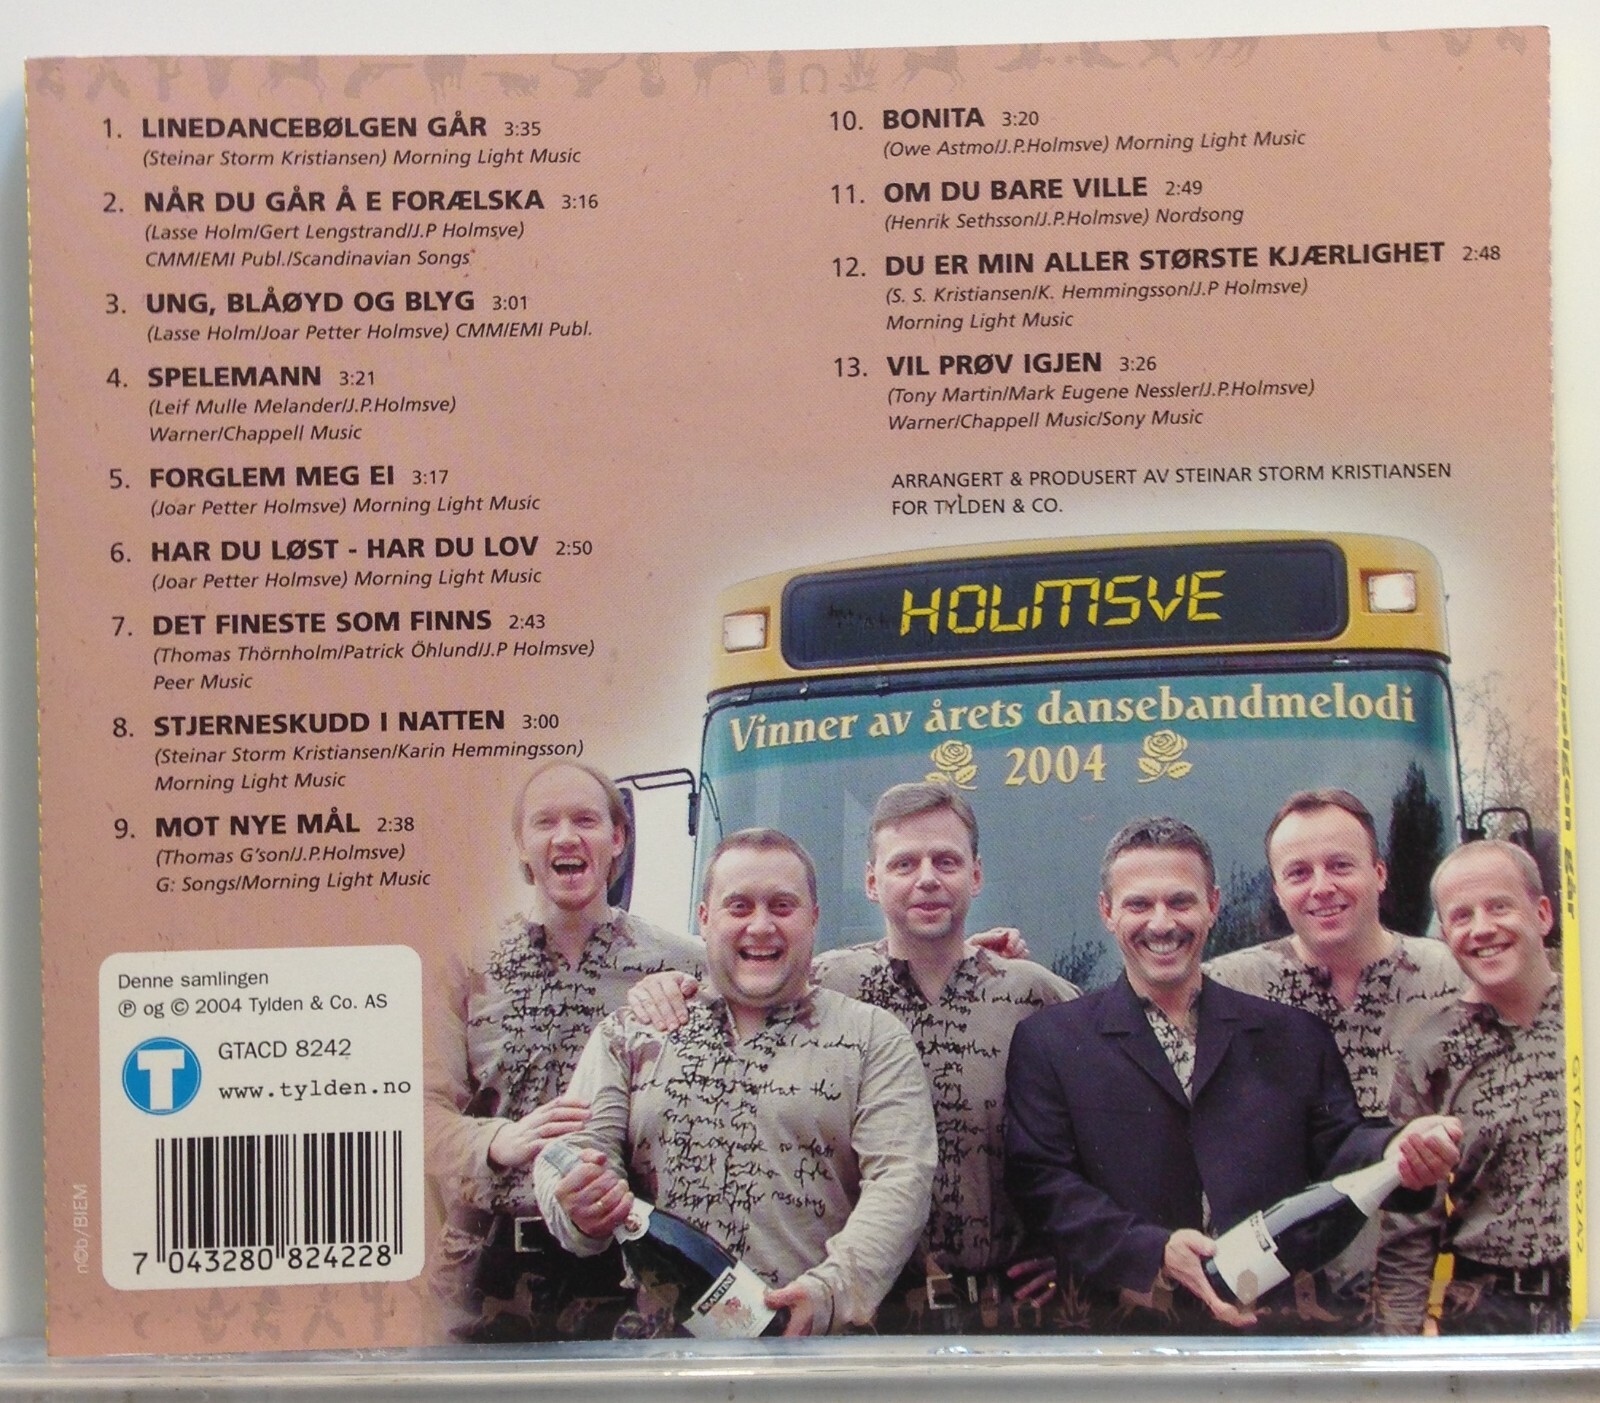 1. LINEDANCEBØLGEN GÅR 3:35
(Steinar Storm Kristiansen) Morning Light Music
2. NÅR DU GÅR Å E FORÆLSKA 3:16
(Lasse Holm/Gert Lengstrand/J.P Holmsve)
CMM/EMI Publ./Scandinavian Songs
3. UNG, BLÅØYD OG BLYG 3:01
(Lasse Holm/Joar Petter Holmsve) CMM/EMI Publ.
4. SPELEMANN 3:21
(Leif Mulle Melander/J.P.Holmsve)
Warner/Chappell Music
5. FORGLEM MEG EI 3:17
(Joar Petter Holmsve) Morning Light Music
6. HAR DU LØST - HAR DU LOV 2:50
(Joar Petter Holmsve) Morning Light Music
7. DET FINESTE SOM FINNS 2:43
(Thomas Thörnholm/Patrick Öhlund/J.P Holmsve)
Peer Music
8. STJERNESKUDD I NATTEN 3:00
(Steinar Storm Kristiansen/Karin Hemmingsson)
Morning Light Music
9. MOT NYE MÅL 2:38
(Thomas G'son/J.P.Holmsve)
G: Songs/Morning Light Music
10. BONITA 3:20
(Owe Astmo/J.P.Holmsve) Morning Light Music
11. OM DU BARE VILLE 2:49
(Henrik Sethsson/J.P.Holmsve) Nordsong
12. DU ER MIN ALLER STØRSTE KJÆRLIGHET 2:48
(S. S. Kristiansen/K. Hemmingsson/J.P Holmsve)
Morning Light Music
13. VIL PRØV IGJEN 3:26
(Tony Martin/Mark Eugene Nessler/J.P.Holmsve)
Warner/Chappell Music/Sony Music
ARRANGERT & PRODUSERT AV STEINAR STORM KRISTIANSEN
FOR TYLDEN & CO.
HOLMSVE
Vinner av årets dansebandmelodi
2004
Denne samlingen
℗ og © 2004 Tylden & Co. AS
T
GTACD 8242
www.tylden.no
7 043280 824228
n©b/BIEM
MARTINI
GTACD 8242